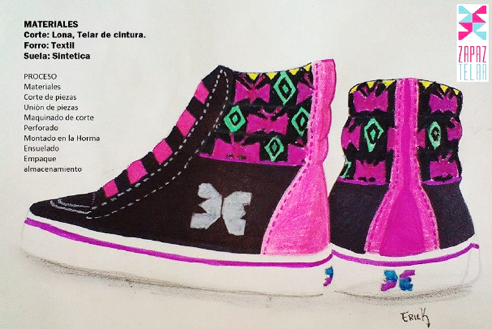 MATERIALES
Corte: Lona, Telar de cintura.
Forro: Textil
Suela: Sintetica
PROCESO
Materiales
Corte de piezas
Unión de piezas
Maquinado de corte
Perforado
Montado en la Horma
Ensuelado
Empaque
almacenamiento
ZAPAZ
TELAR
ERICK